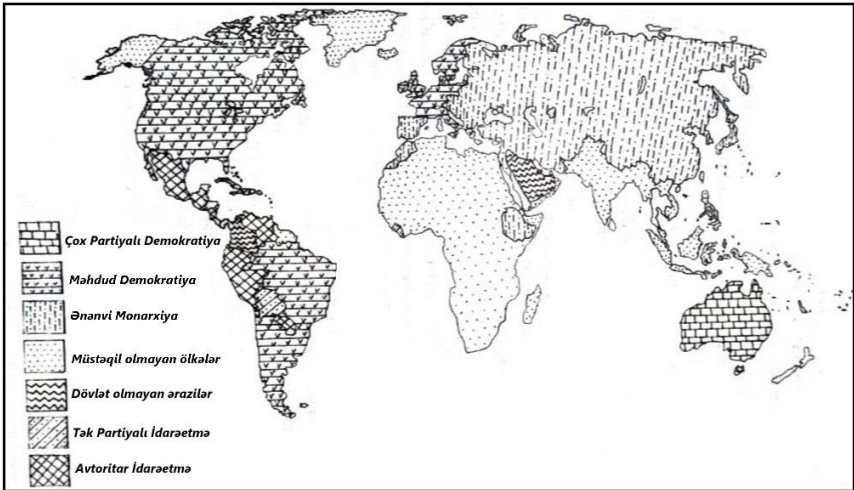 Çox Partiyalı Demokratiya
Məhdud Demokratiya
Ənənvi Monarxiya
Müstəqil olmayan ölkələr
Dövlət olmayan ərazilər
Tək Partiyalı İdarəetmə
Avtoritar İdarəetmə